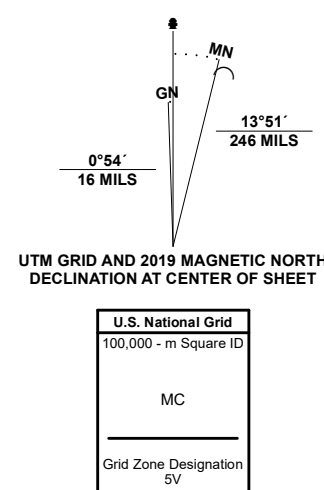 MN
GN
13°51´
246 MILS
0°54´
16 MILS
UTM GRID AND 2019 MAGNETIC NORTH
DECLINATION AT CENTER OF SHEET
U.S. National Grid
100,000 - m Square ID
MC
Grid Zone Designation
5V